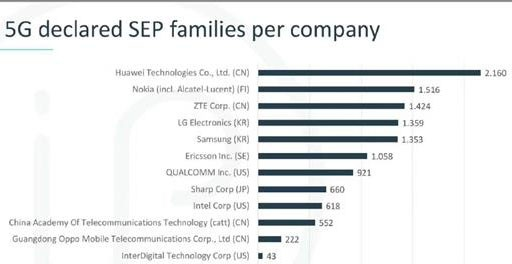 5G declared SEP families per company
Huawei Technologies Co., Ltd. (CN) 2.160
Nokia (incl. Alcatel-Lucent) (FI) 1.516
ZTE Corp. (CN) 1.424
LG Electronics (KR) 1.359
Samsung (KR) 1.353
Ericsson Inc. (SE) 1.058
QUALCOMM Inc. (US) 921
Sharp Corp (JP) 660
Intel Corp (US) 618
China Academy Of Telecommunications Technology (catt) (CN) 552
Guangdong Oppo Mobile Telecommunications Corp., Ltd (CN) 222
InterDigital Technology Corp (US) 43